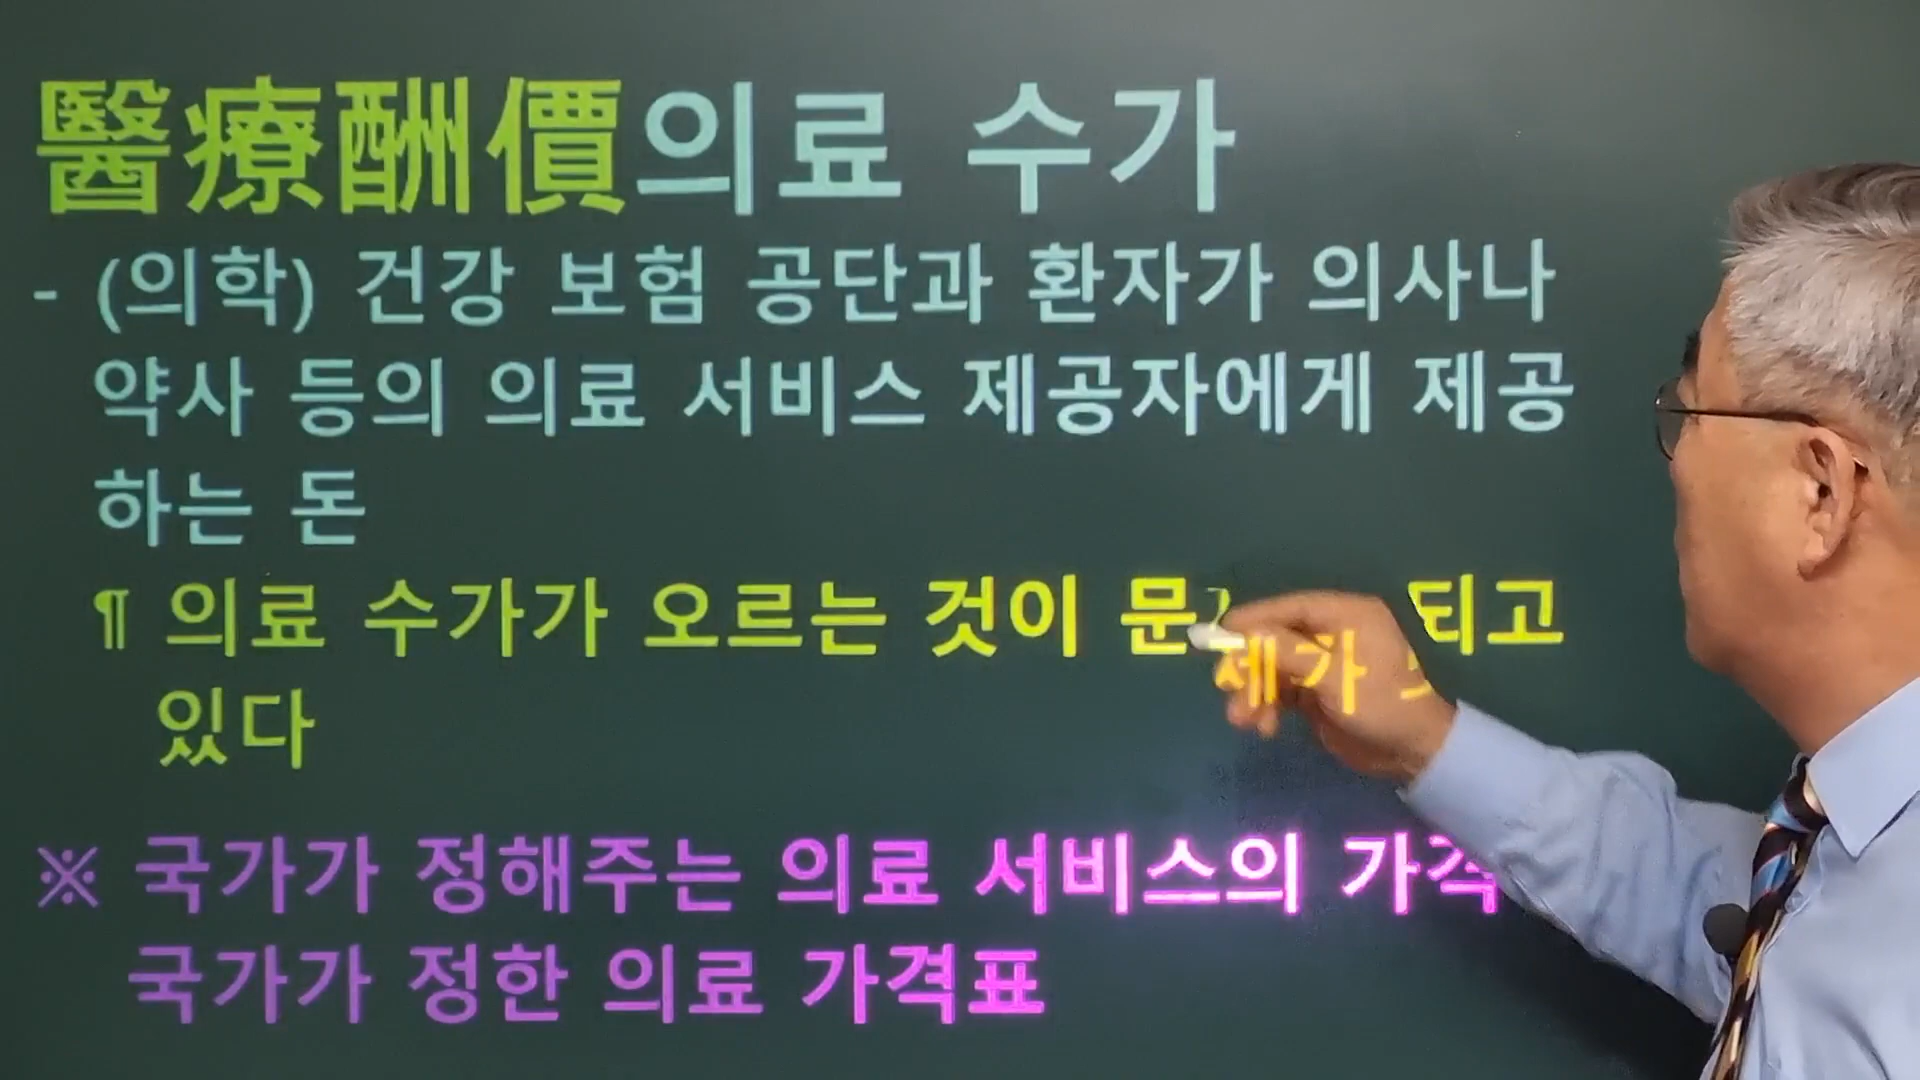 醫療酬價의료 수가
- (의학) 건강 보험 공단과 환자가 의사나
약사 등의 의료 서비스 제공자에게 제공
하는 돈
¶ 의료 수가가 오르는 것이 문제가 되고
있다
※ 국가가 정해주는 의료 서비스의 가격
국가가 정한 의료 가격표